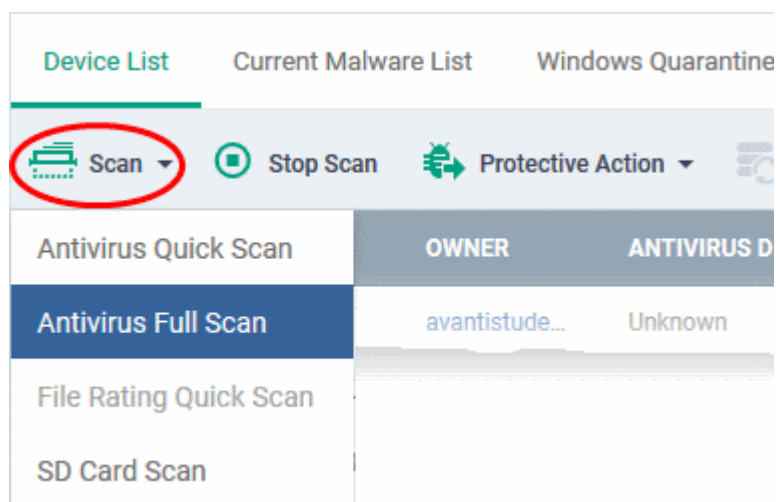 Device List Current Malware List Windows Quarantine
Scan Stop Scan Protective Action
Antivirus Quick Scan OWNER ANTIVIRUS D
Antivirus Full Scan avantistude... Unknown
File Rating Quick Scan
SD Card Scan